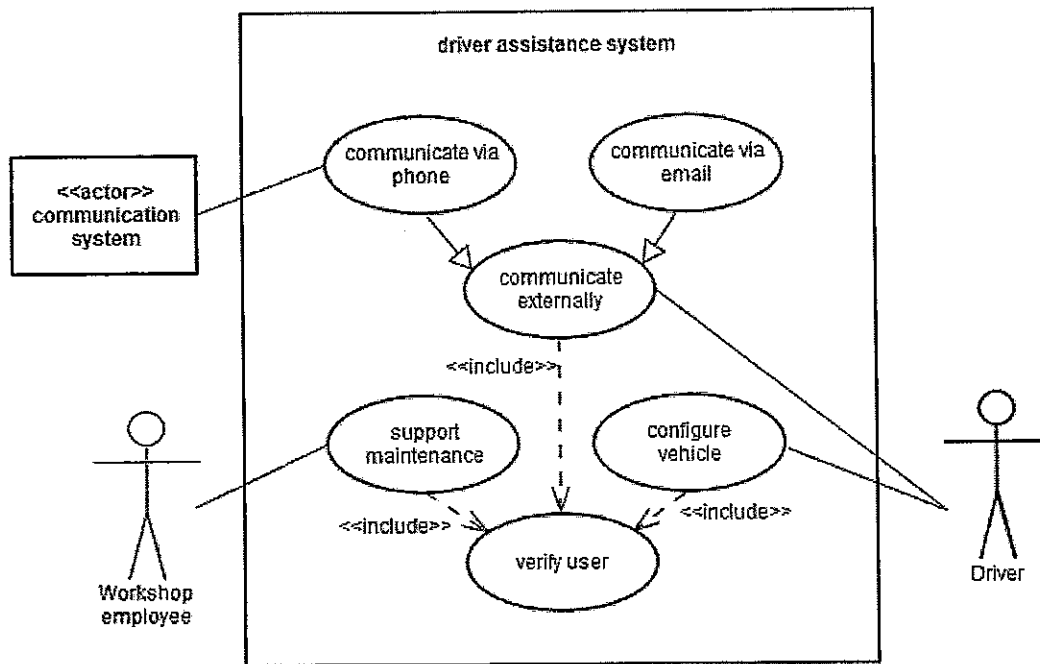 driver assistance system
communicate via
phone
communicate via
email
<<actor>>
communication
system
communicate
externally
<<include>>
support
maintenance
configure
vehicle
<<include>>
<<include>>
verify user
Workshop
employee
Driver